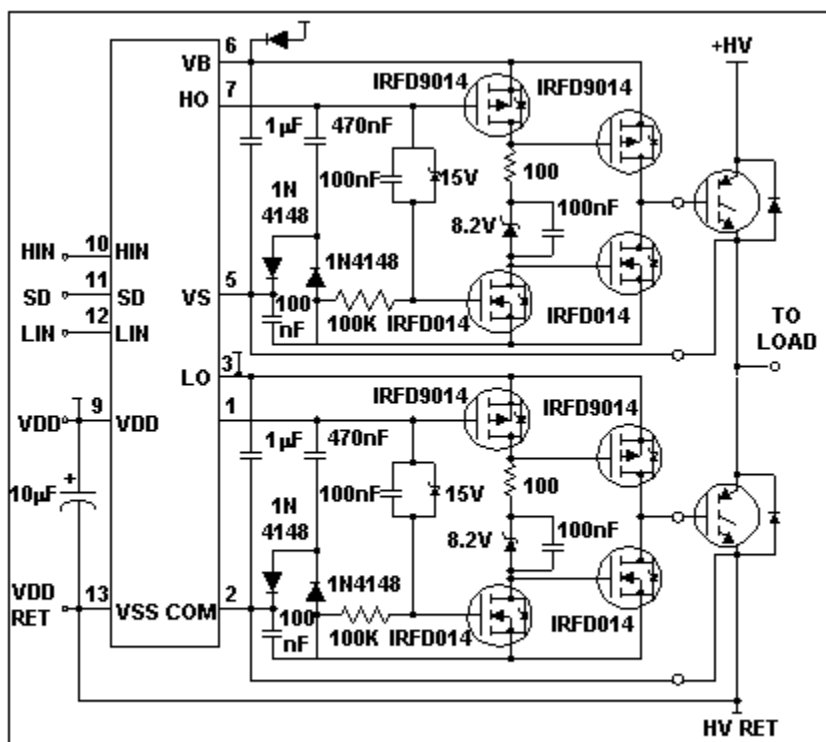 6
VB
+HV
7
HO
IRFD9014
IRFD9014
1µF
470nF
100nF
15V
100
1N
4148
8.2V
100nF
HIN
10
HIN
SD
11
SD
5
VS
1N4148
LIN
12
LIN
100
nF
100K
IRFD014
IRFD014
TO
LOAD
LO
3
IRFD9014
IRFD9014
VDD
9
VDD
1
1µF
470nF
10µF
+
100nF
15V
100
1N
4148
8.2V
100nF
VDD
RET
13
VSS COM
2
1N4148
100
nF
100K
IRFD014
IRFD014
HV RET